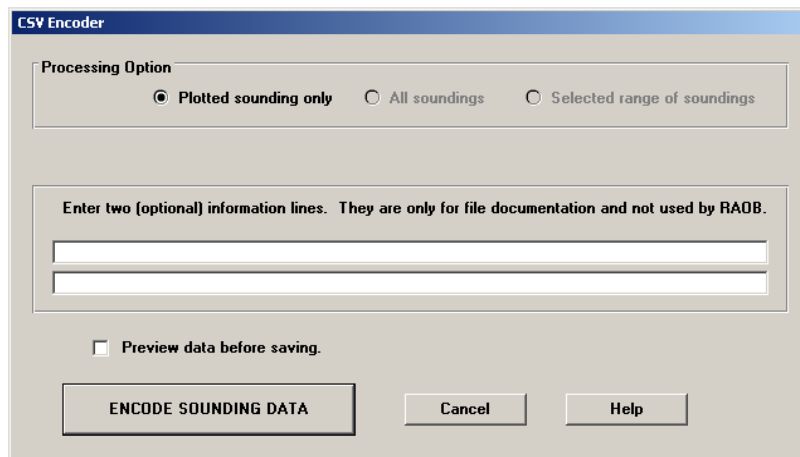 CSV Encoder
Processing Option
Plotted sounding only All soundings Selected range of soundings
Enter two (optional) information lines. They are only for file documentation and not used by RAOB.
Preview data before saving.
ENCODE SOUNDING DATA Cancel Help